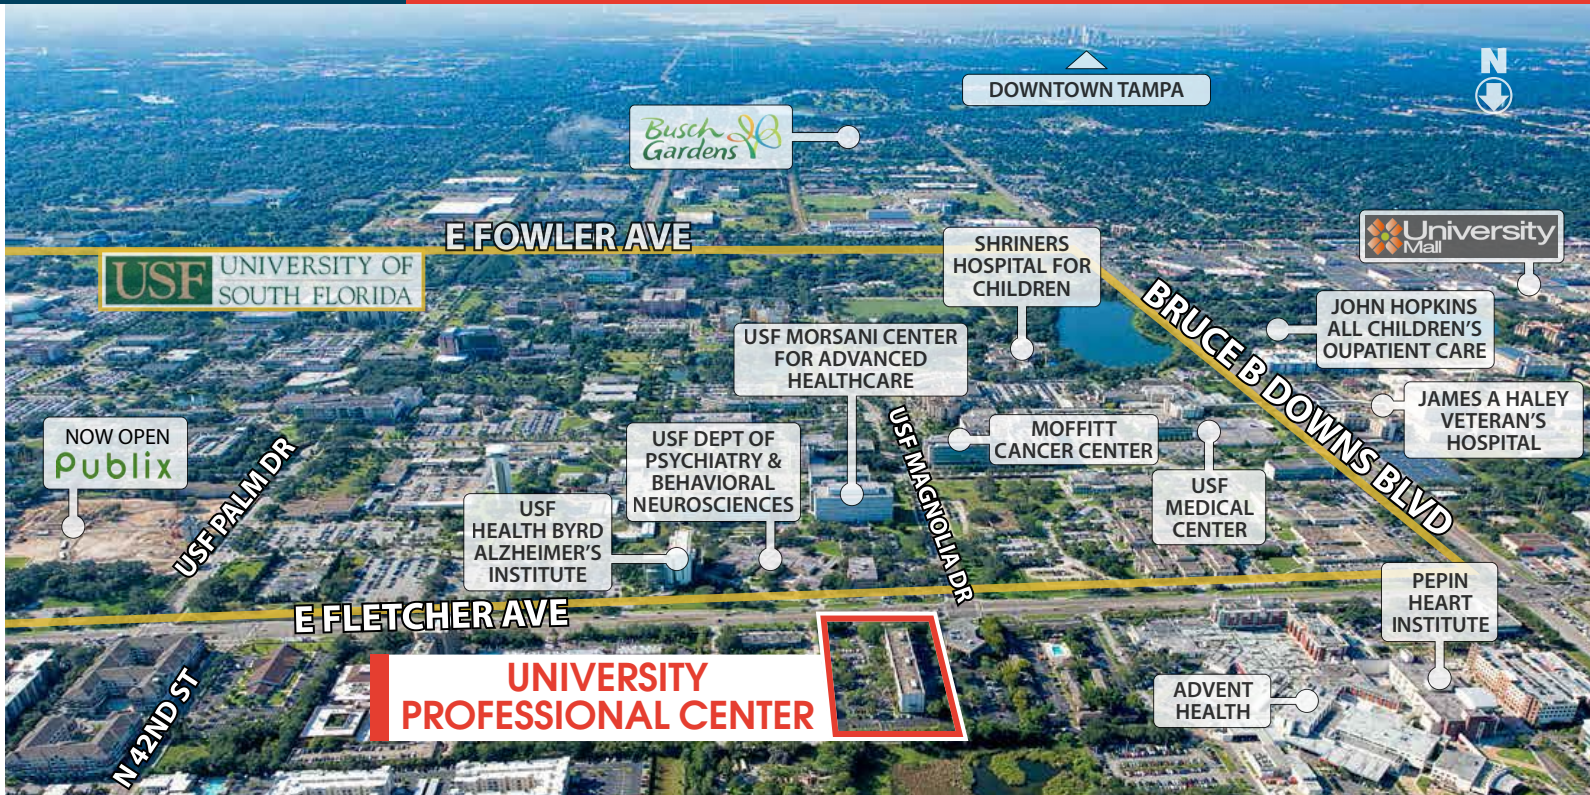 DOWNTOWN TAMPA
N
Busch
Gardens
E FOWLER AVE
USF UNIVERSITY OF
SOUTH FLORIDA
SHRINERS
HOSPITAL FOR
CHILDREN
University
Mall
BRUCE B DOWNS BLVD
JOHN HOPKINS
ALL CHILDREN'S
OUPATIENT CARE
USF MORSANI CENTER
FOR ADVANCED
HEALTHCARE
JAMES A HALEY
VETERAN'S
HOSPITAL
NOW OPEN
Publix
USF PALM DR
USF DEPT OF
PSYCHIATRY &
BEHAVIORAL
NEUROSCIENCES
USF MAGNOLIA DR
MOFFITT
CANCER CENTER
USF
MEDICAL
CENTER
USF
HEALTH BYRD
ALZHEIMER'S
INSTITUTE
E FLETCHER AVE
PEPIN
HEART
INSTITUTE
UNIVERSITY
PROFESSIONAL CENTER
ADVENT
HEALTH
N 42ND ST